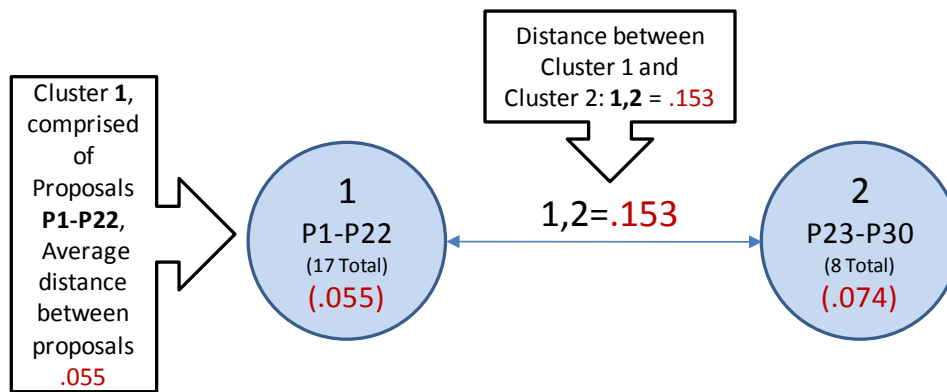 Cluster 1,
comprised
of
Proposals
P1-P22,
Average
distance
between
proposals
.055
Distance between
Cluster 1 and
Cluster 2: 1,2 = .153
1
P1-P22
(17 Total)
(.055)
1,2=.153
2
P23-P30
(8 Total)
(.074)